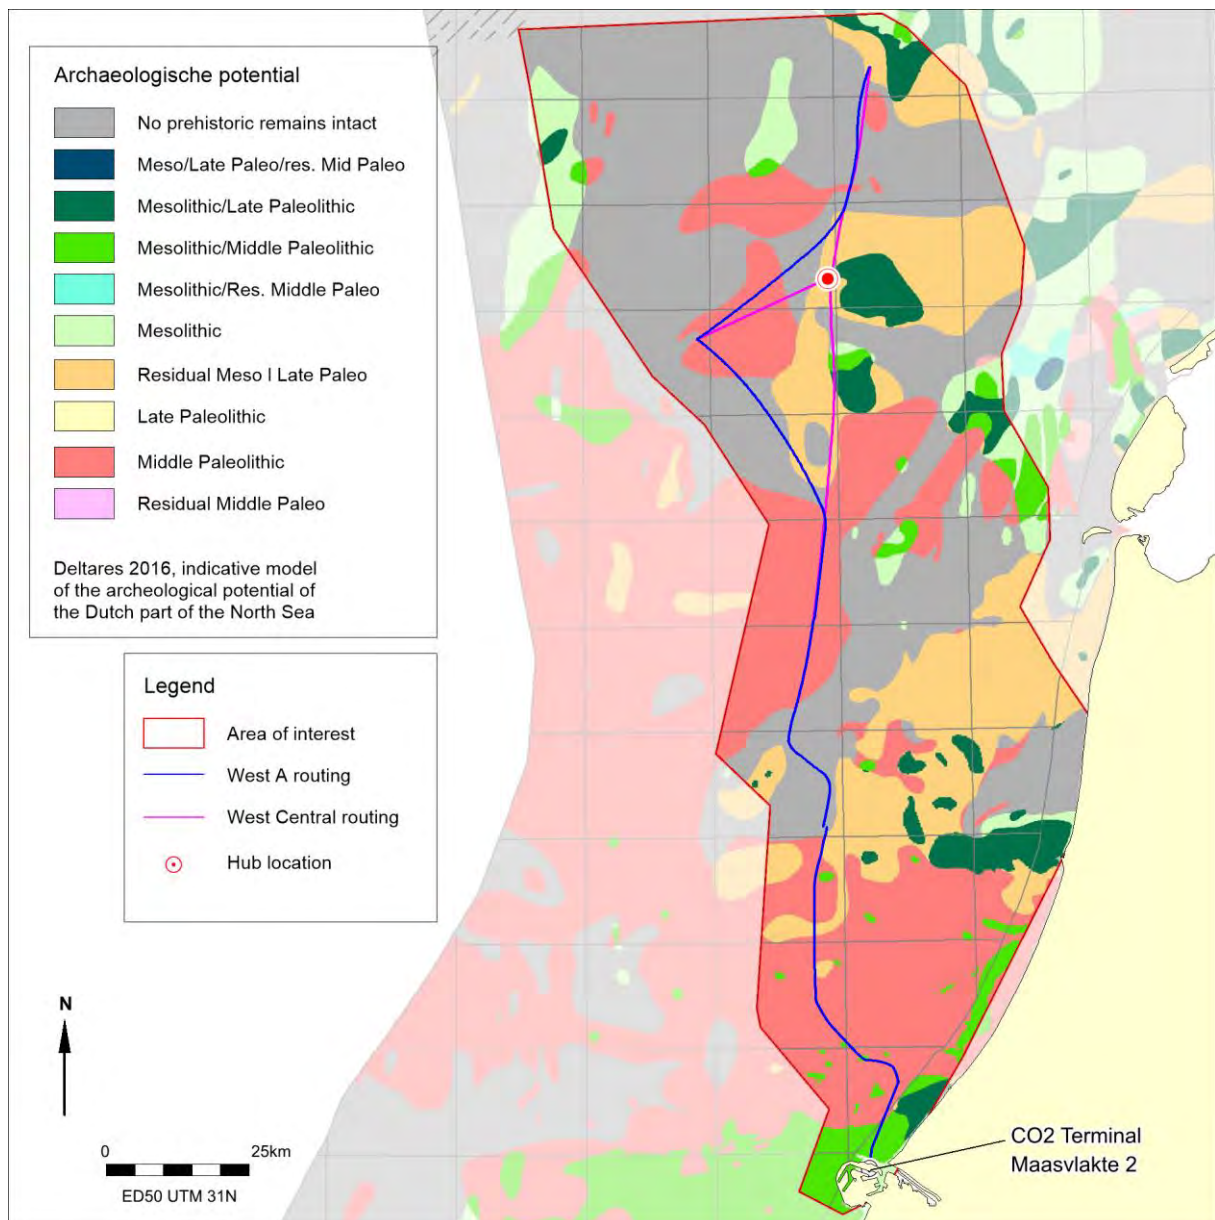 Archaeologische potential
No prehistoric remains intact
Meso/Late Paleo/res. Mid Paleo
Mesolithic/Late Paleolithic
Mesolithic/Middle Paleolithic
Mesolithic/Res. Middle Paleo
Mesolithic
Residual Meso l Late Paleo
Late Paleolithic
Middle Paleolithic
Residual Middle Paleo
Deltares 2016, indicative model
of the archeological potential of
the Dutch part of the North Sea
Legend
Area of interest
West A routing
West Central routing
Hub location
N
0 25km
ED50 UTM 31N
CO2 Terminal
Maasvlakte 2